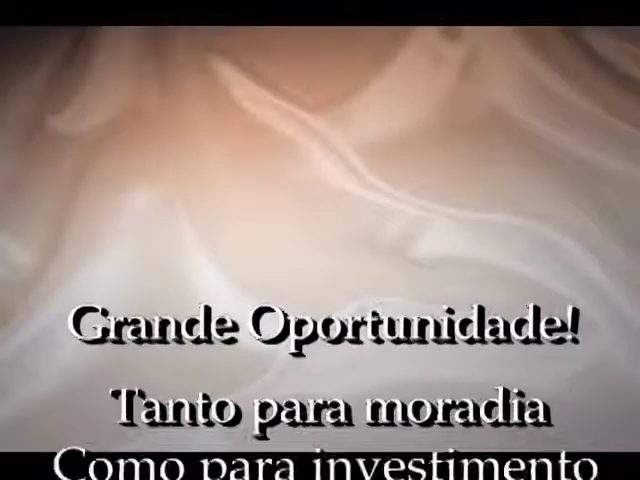 Grande Oportunidade!
Tanto para moradia
Como para investimento